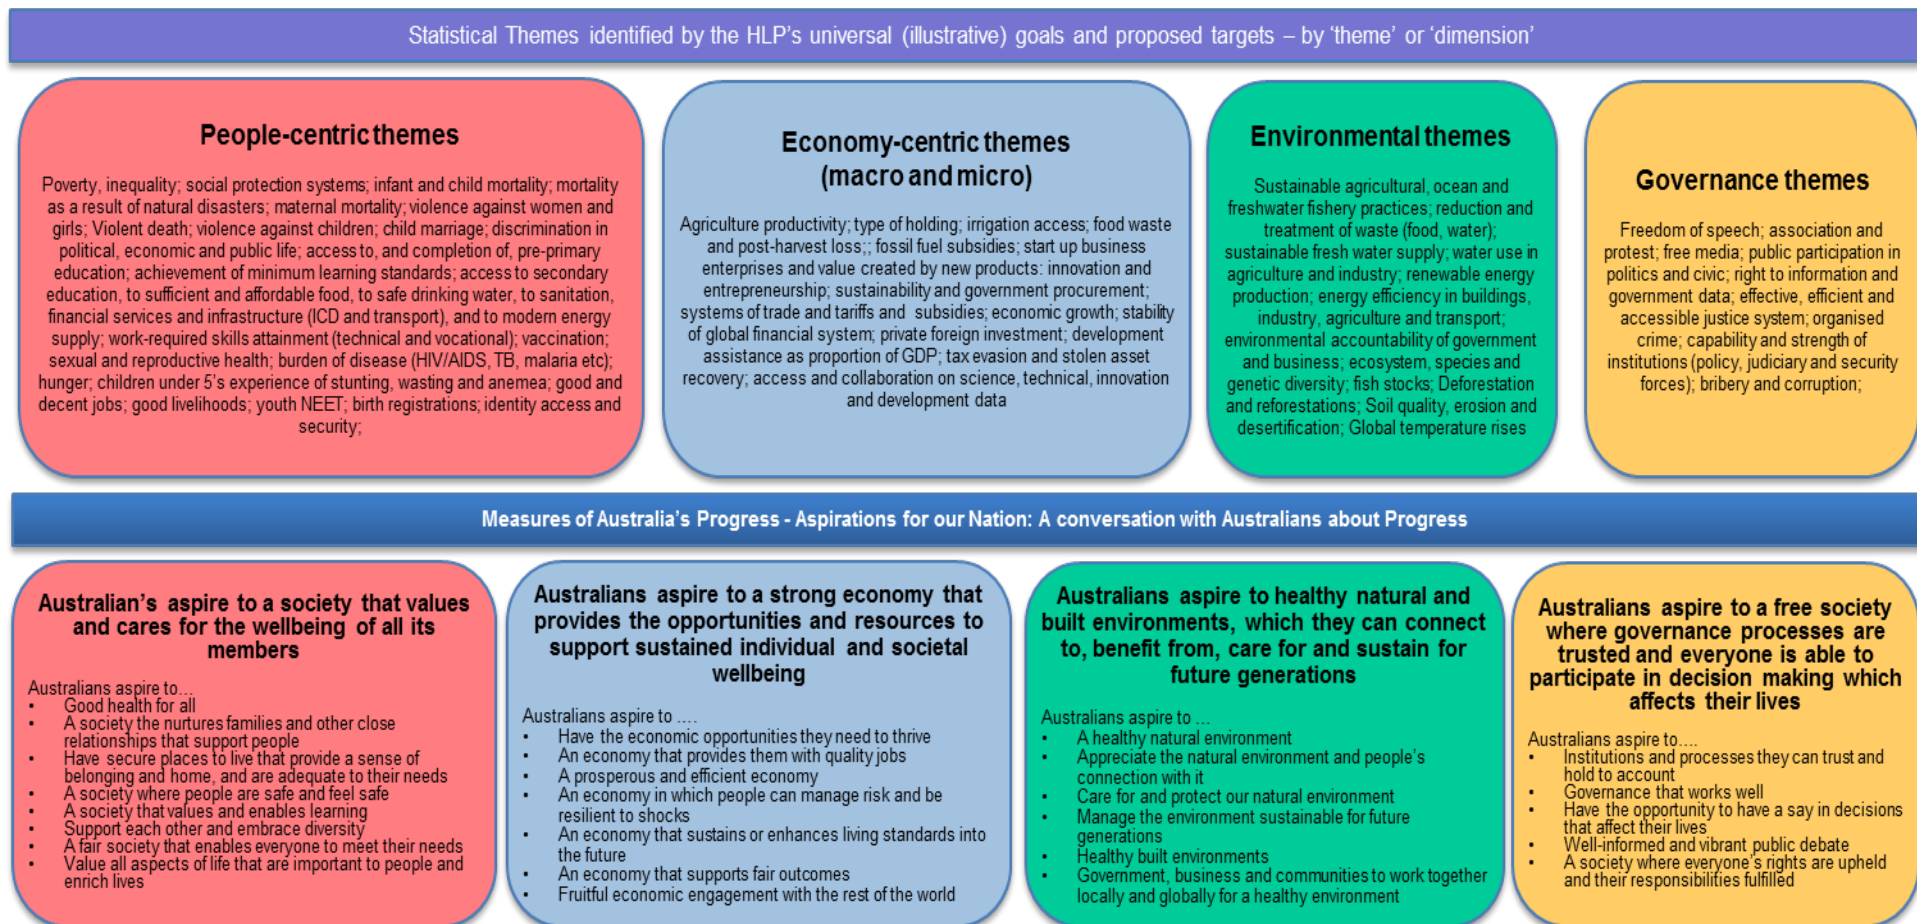 Statistical Themes identified by the HLP's universal (illustrative) goals and proposed targets – by 'theme' or 'dimension'
People-centric themes
Poverty, inequality; social protection systems; infant and child mortality; mortality
as a result of natural disasters; maternal mortality; violence against women and
girls; Violent death; violence against children; child marriage; discrimination in
political, economic and public life; access to, and completion of, pre-primary
education; achievement of minimum learning standards; access to secondary
education, to sufficient and affordable food, to safe drinking water, to sanitation,
financial services and infrastructure (ICD and transport), and to modern energy
supply; work-required skills attainment (technical and vocational); vaccination;
sexual and reproductive health; burden of disease (HIV/AIDS, TB, malaria etc);
hunger; children under 5's experience of stunting, wasting and anemea; good and
decent jobs; good livelihoods; youth NEET; birth registrations; identity access and
security;
Economy-centric themes
(macro and micro)
Agriculture productivity; type of holding; irrigation access; food waste
and post-harvest loss;; fossil fuel subsidies; start up business
enterprises and value created by new products: innovation and
entrepreneurship; sustainability and government procurement;
systems of trade and tariffs and subsidies; economic growth; stability
of global financial system; private foreign investment; development
assistance as proportion of GDP; tax evasion and stolen asset
recovery; access and collaboration on science, technical, innovation
and development data
Environmental themes
Sustainable agricultural, ocean and
freshwater fishery practices; reduction and
treatment of waste (food, water);
sustainable fresh water supply; water use in
agriculture and industry; renewable energy
production; energy efficiency in buildings,
industry, agriculture and transport;
environmental accountability of government
and business; ecosystem, species and
genetic diversity; fish stocks; Deforestation
and reforestations; Soil quality, erosion and
desertification; Global temperature rises
Governance themes
Freedom of speech; association and
protest; free media; public participation in
politics and civic; right to information and
government data; effective, efficient and
accessible justice system; organised
crime; capability and strength of
institutions (policy, judiciary and security
forces); bribery and corruption;
Measures of Australia's Progress - Aspirations for our Nation: A conversation with Australians about Progress
Australian's aspire to a society that values
and cares for the wellbeing of all its
members
Australians aspire to…
• Good health for all
• A society the nurtures families and other close
relationships that support people
• Have secure places to live that provide a sense of
belonging and home, and are adequate to their needs
• A society where people are safe and feel safe
• A society that values and enables learning
• Support each other and embrace diversity
• A fair society that enables everyone to meet their needs
• Value all aspects of life that are important to people and
enrich lives
Australians aspire to a strong economy that
provides the opportunities and resources to
support sustained individual and societal
wellbeing
Australians aspire to ….
• Have the economic opportunities they need to thrive
• An economy that provides them with quality jobs
• A prosperous and efficient economy
• An economy in which people can manage risk and be
resilient to shocks
• An economy that sustains or enhances living standards into
the future
• An economy that supports fair outcomes
• Fruitful economic engagement with the rest of the world
Australians aspire to healthy natural and
built environments, which they can connect
to, benefit from, care for and sustain for
future generations
Australians aspire to …
• A healthy natural environment
• Appreciate the natural environment and people's
connection with it
• Care for and protect our natural environment
• Manage the environment sustainable for future
generations
• Healthy built environments
• Government, business and communities to work together
locally and globally for a healthy environment
Australians aspire to a free society
where governance processes are
trusted and everyone is able to
participate in decision making which
affects their lives
Australians aspire to….
• Institutions and processes they can trust and
hold to account
• Governance that works well
• Have the opportunity to have a say in decisions
that affect their lives
• Well-informed and vibrant public debate
• A society where everyone's rights are upheld
and their responsibilities fulfilled